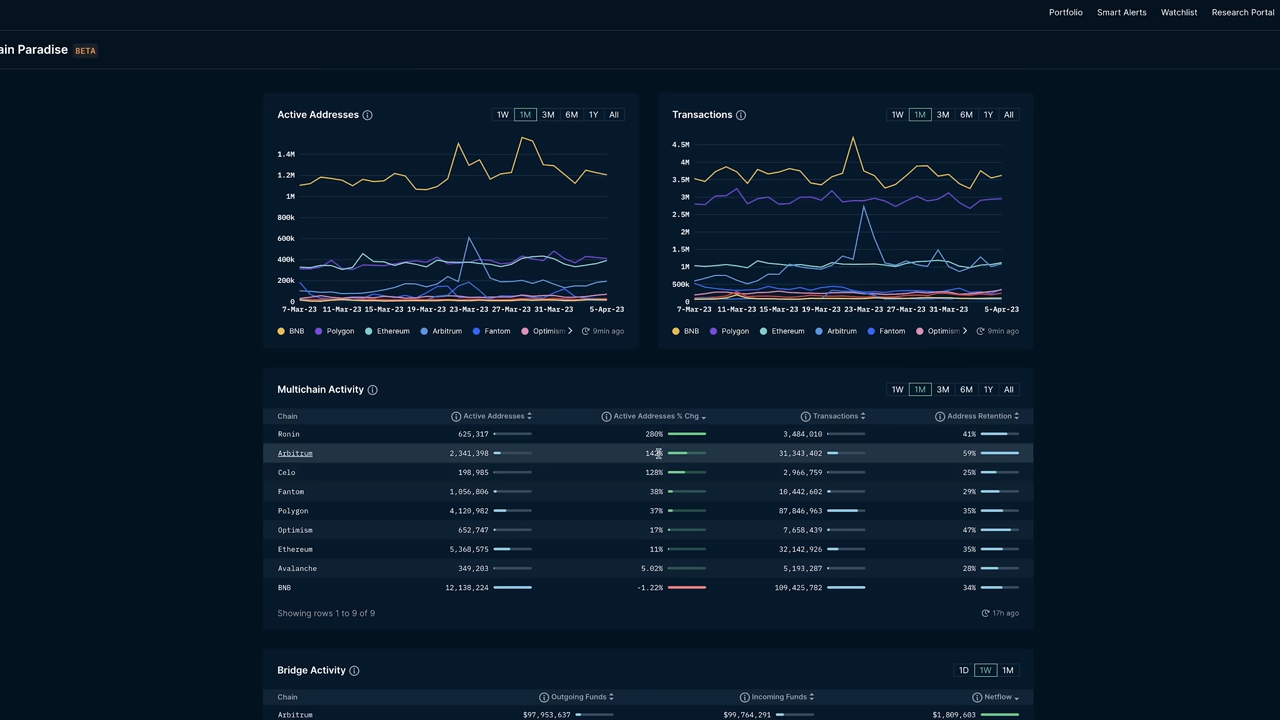 Portfolio Smart Alerts Watchlist Research Portal
ain Paradise BETA
Active Addresses 1W 1M 3M 6M 1Y All
1.4M
1.2M
1M
800k
600k
400k
200k
0
7-Mar-23 11-Mar-23 15-Mar-23 19-Mar-23 23-Mar-23 27-Mar-23 31-Mar-23 5-Apr-23
BNB Polygon Ethereum Arbitrum Fantom Optimism 9min ago
Transactions 1W 1M 3M 6M 1Y All
4.5M
4M
3.5M
3M
2.5M
2M
1.5M
1M
500k
0
7-Mar-23 11-Mar-23 15-Mar-23 19-Mar-23 23-Mar-23 27-Mar-23 31-Mar-23 5-Apr-23
BNB Polygon Ethereum Arbitrum Fantom Optimism 9min ago
Multichain Activity 1W 1M 3M 6M 1Y All
Chain Active Addresses Active Addresses % Chg Transactions Address Retention
Ronin 625,317 280% 3,484,010 41%
Arbitrum 2,341,398 31,343,402 59%
Celo 198,985 128% 2,966,759 25%
Fantom 1,056,806 38% 10,442,602 29%
Polygon 4,120,982 37% 87,846,963 35%
Optimism 652,747 17% 7,658,439 47%
Ethereum 5,368,575 11% 32,142,926 35%
Avalanche 349,203 5.02% 5,193,287 28%
BNB 12,138,224 -1.22% 109,425,782 34%
Showing rows 1 to 9 of 9 17h ago
Bridge Activity 1D 1W 1M
Chain Outgoing Funds Incoming Funds Netflow
Arbitrum $97,953,637 $99,764,291 $1,809,603